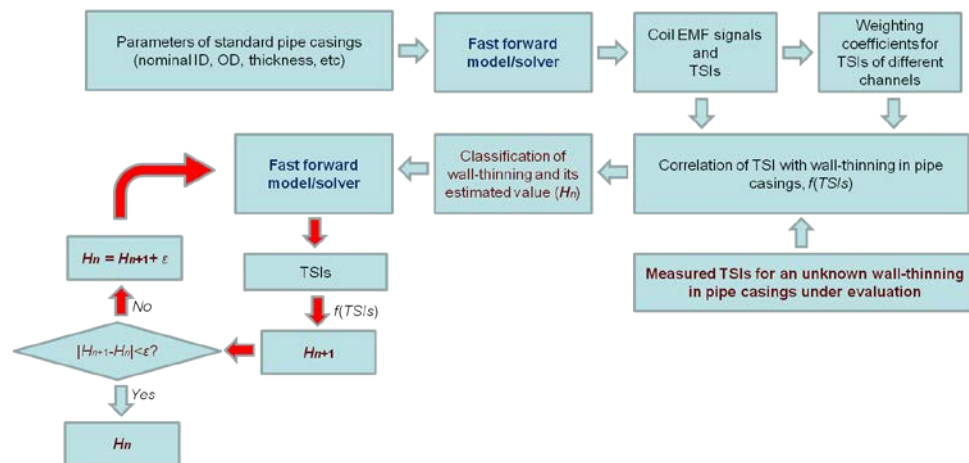 Parameters of standard pipe casings
(nominal ID, OD, thickness, etc)
Fast forward
model/solver
Coil EMF signals
and
TSIs
Weighting
coefficients for
TSIs of different
channels
Fast forward
model/solver
Classification of
wall-thinning and its
estimated value (Hn)
Correlation of TSI with wall-thinning in pipe
casings, f(TSIs)
Hn = Hn+1+ ε
TSIs
Measured TSIs for an unknown wall-thinning
in pipe casings under evaluation
No
f(TSIs)
|Hn+1-Hn|<ε?
Hn+1
Yes
Hn